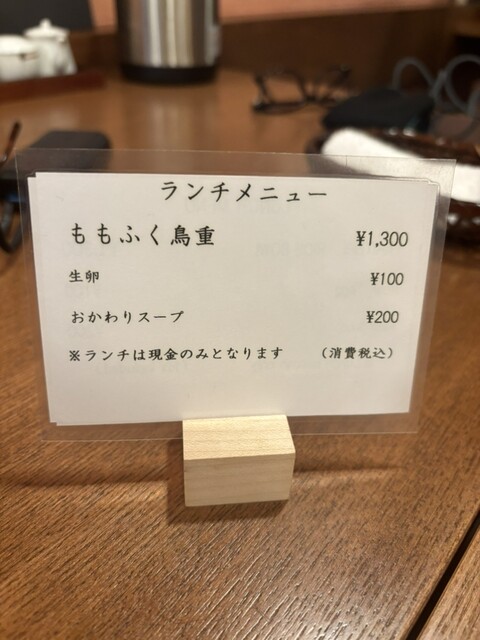 ランチメニュー
ももふく鳥重 ¥1,300
生卵 ¥100
おかわりスープ ¥200
※ランチは現金のみとなります (消費税込)